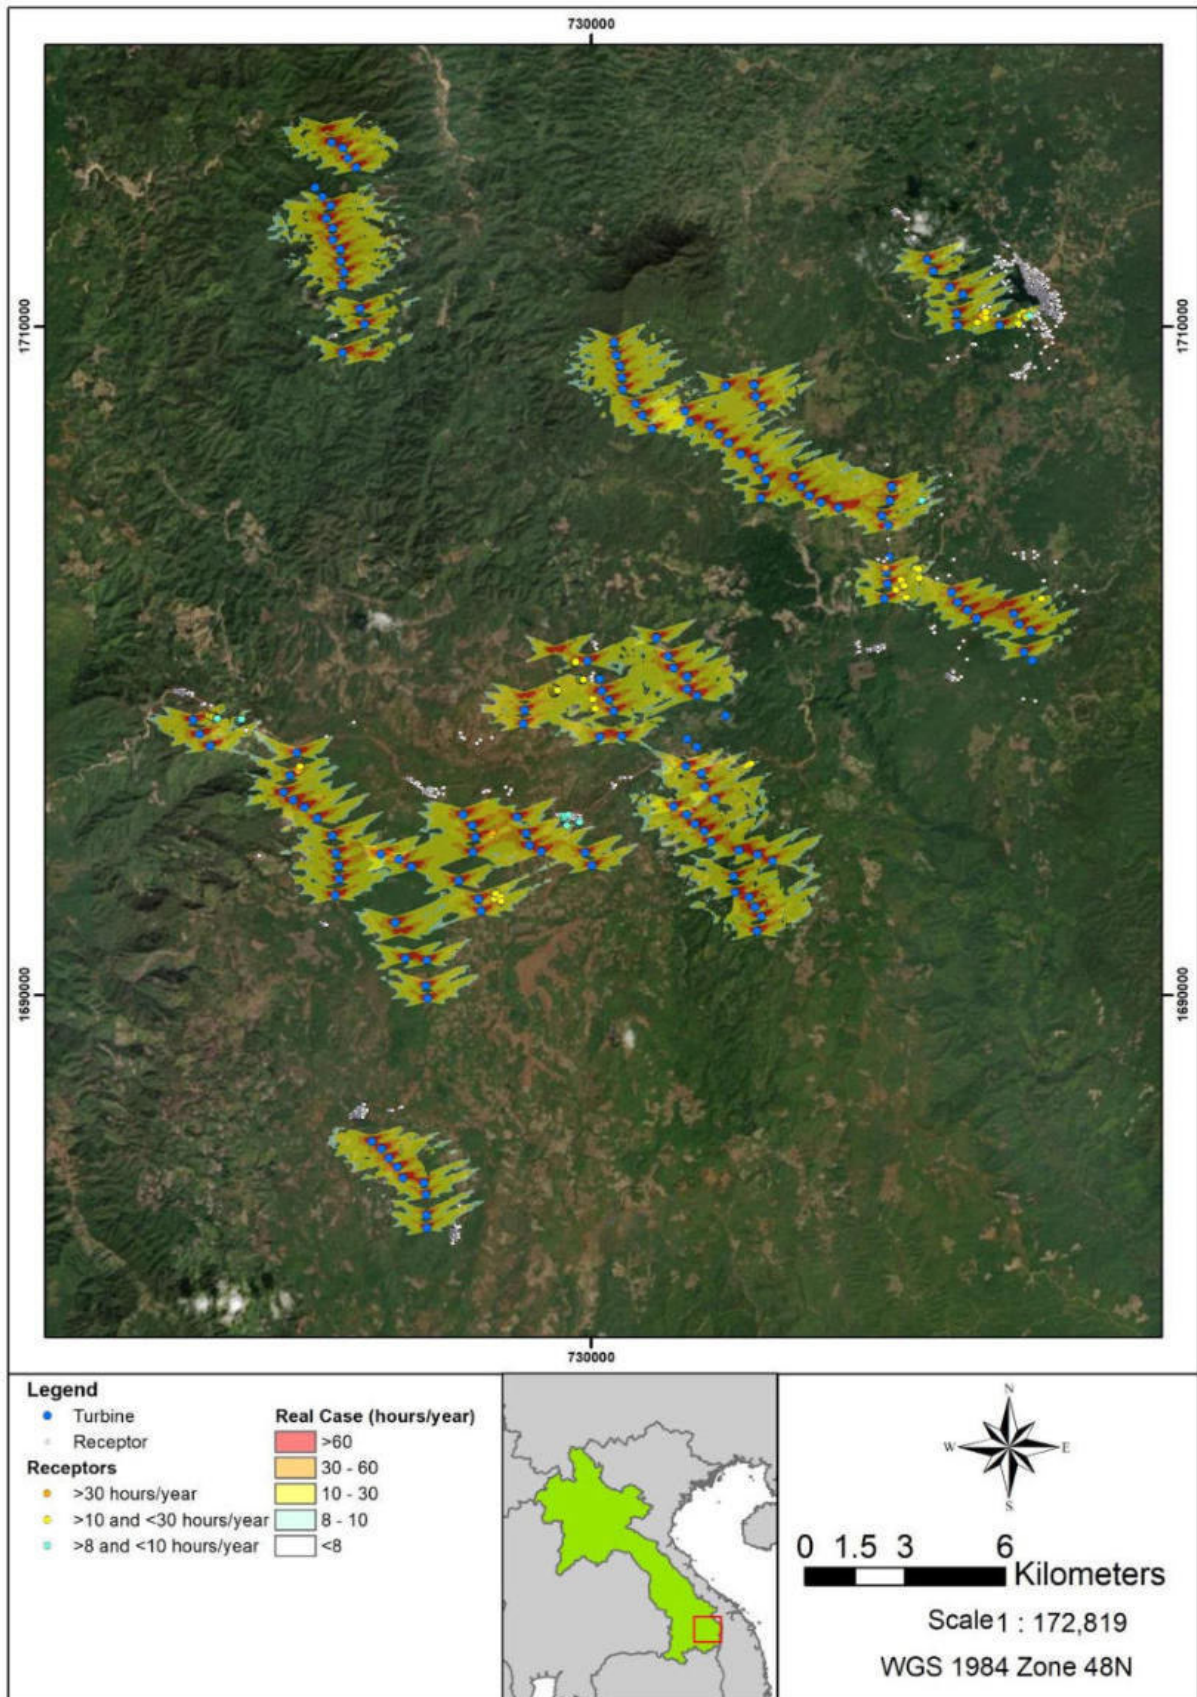 730000
1710000
1710000
1690000
1690000
730000
Legend
Turbine
Receptor
Receptors
>30 hours/year
>10 and <30 hours/year
>8 and <10 hours/year
Real Case (hours/year)
>60
30 - 60
10 - 30
8 - 10
<8
N
W
E
S
0 1.5 3 6
Kilometers
Scale 1 : 172,819
WGS 1984 Zone 48N